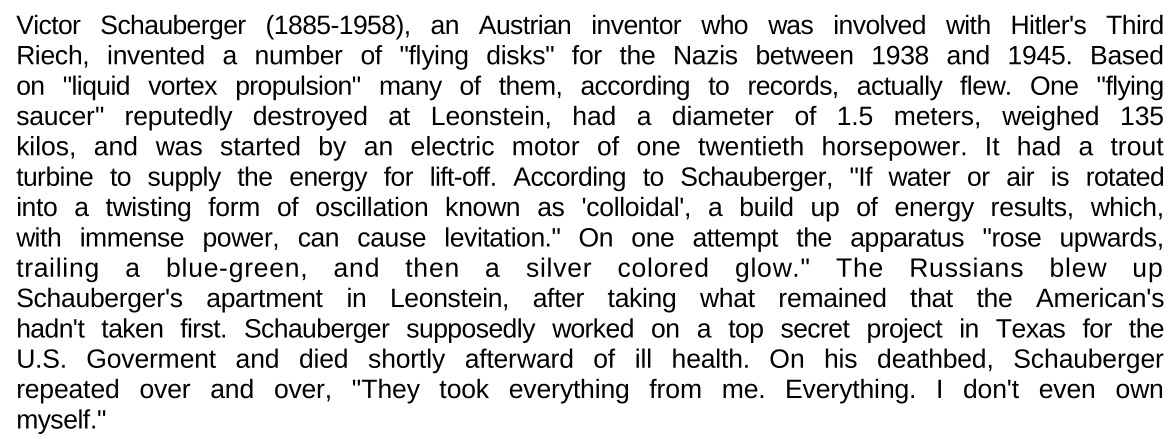 Victor Schauberger (1885-1958), an Austrian inventor who was involved with Hitler's Third
Riech, invented a number of "flying disks" for the Nazis between 1938 and 1945. Based
on "liquid vortex propulsion" many of them, according to records, actually flew. One "flying
saucer" reputedly destroyed at Leonstein, had a diameter of 1.5 meters, weighed 135
kilos, and was started by an electric motor of one twentieth horsepower. It had a trout
turbine to supply the energy for lift-off. According to Schauberger, "If water or air is rotated
into a twisting form of oscillation known as 'colloidal', a build up of energy results, which,
with immense power, can cause levitation." On one attempt the apparatus "rose upwards,
trailing a blue-green, and then a silver colored glow." The Russians blew up
Schauberger's apartment in Leonstein, after taking what remained that the American's
hadn't taken first. Schauberger supposedly worked on a top secret project in Texas for the
U.S. Goverment and died shortly afterward of ill health. On his deathbed, Schauberger
repeated over and over, "They took everything from me. Everything. I don't even own
myself."